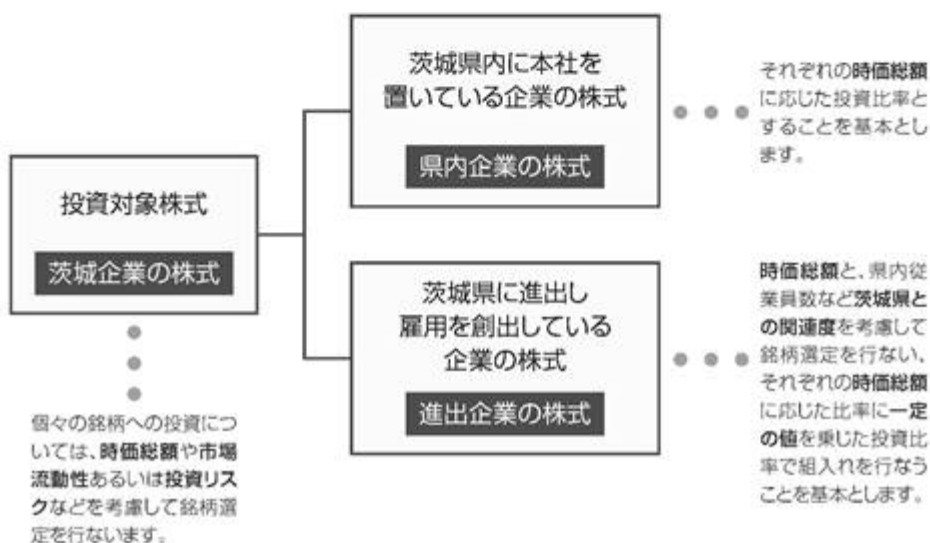 投資対象株式
茨城企業の株式
個々の銘柄への投資につ
いては、時価総額や市場
流動性あるいは投資リス
クなどを考慮して銘柄選
定を行ないます。
茨城県内に本社を
置いている企業の株式
県内企業の株式
それぞれの時価総額
に応じた投資比率と
することを基本とし
ます。
茨城県に進出し
雇用を創出している
企業の株式
進出企業の株式
時価総額と、県内従
業員数など茨城県と
の関連度を考慮して
銘柄選定を行ない、
それぞれの時価総額
に応じた比率に一定
の値を乗じた投資比
率で組入れを行なう
ことを基本とします。